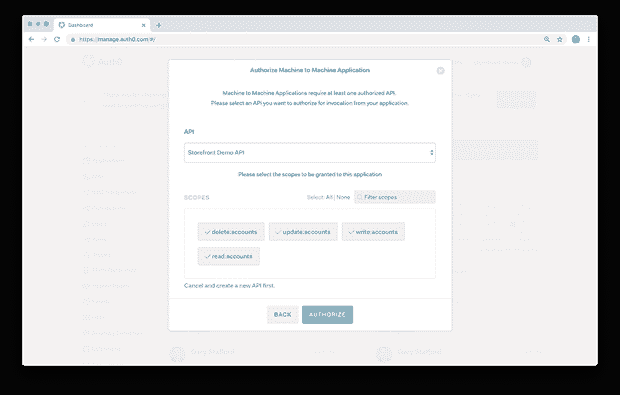 Dashboard
https://manage.auth0.com/#/
Auth0
Authorize Machine to Machine Application
Machine to Machine Applications require at least one authorized API.
Please select an API you want to authorize for invocation from your application.
API
Storefront Demo API
Please select the scopes to be granted to this application
SCOPES
Select: All | None
Filter scopes
delete:accounts
update:accounts
write:accounts
read:accounts
Cancel and create a new API first.
BACK
AUTHORIZE